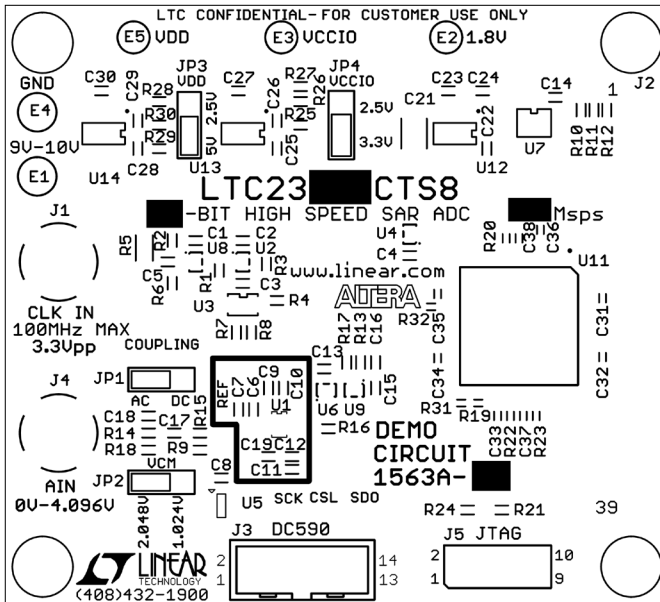 LTC CONFIDENTIAL-FOR CUSTOMER USE ONLY
E5 VDD
E3 VCCIO
E2 1.8V
GND
C30
C29
R28
JP3
VDD
C27
R27
R26
JP4
VCCIO
C23 C24
C14
1
J2
E4
R30
2.5V
C26
R25
2.5V
C21
9V-10V
R29
5V
C25
3.3V
C22
U7
R10
R11
R12
E1
U14
C28
U13
U12
LTC23 CTS8
J1
-BIT HIGH SPEED SAR ADC
Msps
R5
R2
C1
U8
C2
U2
U4
C4
R20
C38
C36
U11
C5
R6
R1
R3
www.linear.com
U3
C3
R4
ALTERA
CLK IN
100MHz MAX
3.3Vpp
R7
R8
R17
R13
C16
R32
C35
C31
COUPLING
J4
JP1
C13
C34
C32
AC DC
REF
C7
C6
C9
C10
C15
R31
R19
C18
C17
R15
U1
U6 U9
R14
R16
C33
R22
C37
R23
R18
R9
C19
C12
C11
DEMO
CIRCUIT
1563A-
VCM
JP2
C8
AIN
0V-4.096V
2.048V
1.024V
U5
SCK CSL SDO
R24
R21
39
J3 DC590
J5 JTAG
2 14
1 13
2 10
1 9
LT LINEAR
TECHNOLOGY
(408)432-1900